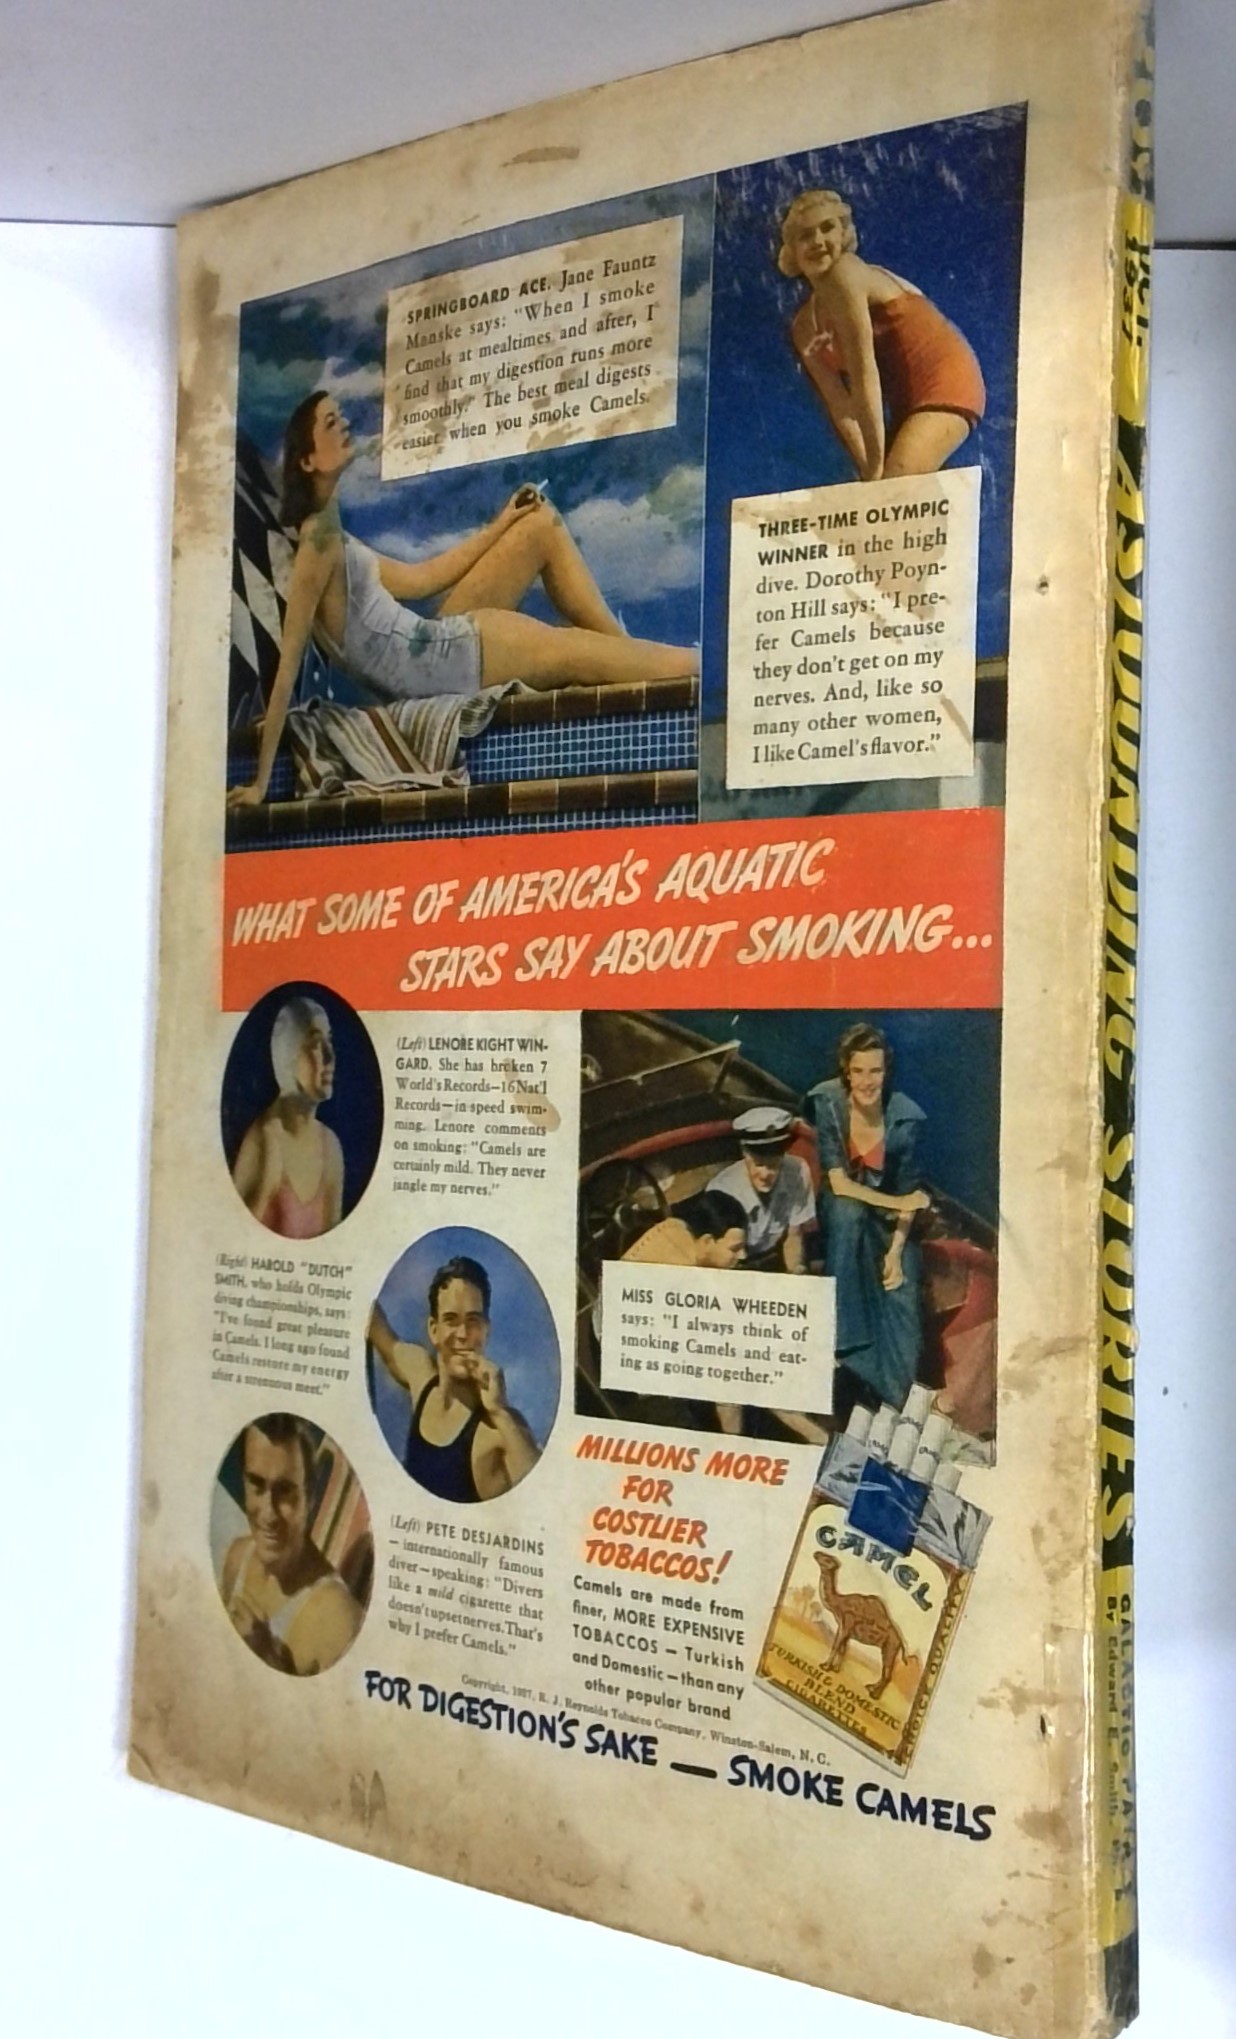 SPRINGBOARD ACE. Jane Fauntz
Manske says: "When I smoke
Camels at mealtimes and after, I
find that my digestion runs more
smoothly." The best meal digests
easier when you smoke Camels.
THREE-TIME OLYMPIC
WINNER in the high
dive. Dorothy Poyn-
ton Hill says: "I pre-
fer Camels because
they don't get on my
nerves. And, like so
many other women,
I like Camel's flavor."
WHAT SOME OF AMERICA'S AQUATIC
STARS SAY ABOUT SMOKING...
(Left) LENORE KIGHT WIN-
GARD. She has broken 7
World's Records—16 Nat'l
Records—in speed swim-
ming. Lenore comments
on smoking: "Camels are
certainly mild. They never
jangle my nerves."
(Right) HAROLD "DUTCH"
SMITH, who holds Olympic
diving championships, says:
"I've found great pleasure
in Camels. I long ago found
Camels restore my energy
after a strenuous meet."
(Left) PETE DESJARDINS
—internationally famous
diver—speaking: "Divers
like a mild cigarette that
doesn't upset nerves. That's
why I prefer Camels."
MISS GLORIA WHEEDEN
says: "I always think of
smoking Camels and eat-
ing as going together."
MILLIONS MORE
FOR
COSTLIER
TOBACCOS!
Camels are made from
finer, MORE EXPENSIVE
TOBACCOS — Turkish
and Domestic — than any
other popular brand
CAMEL
TURKISH & DOMESTIC
BLEND
CIGARETTES
CHOICE QUALITY
Copyright, 1937, R. J. Reynolds Tobacco Company, Winston-Salem, N. C.
FOR DIGESTION'S SAKE — SMOKE CAMELS
1937
ASTOUNDING STORIES
GALACTIC PATROL
By Edward E. Smith